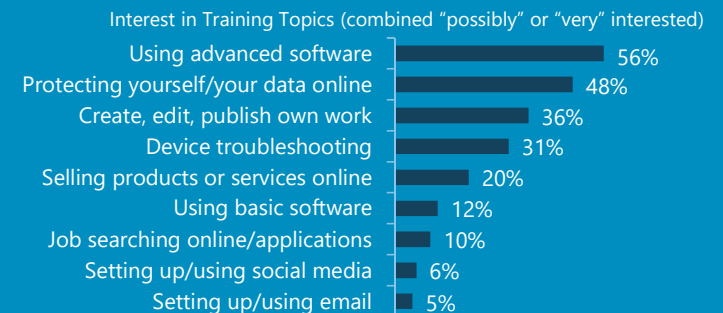 Interest in Training Topics (combined “possibly” or “very” interested)
Using advanced software 56%
Protecting yourself/your data online 48%
Create, edit, publish own work 36%
Device troubleshooting 31%
Selling products or services online 20%
Using basic software 12%
Job searching online/applications 10%
Setting up/using social media 6%
Setting up/using email 5%